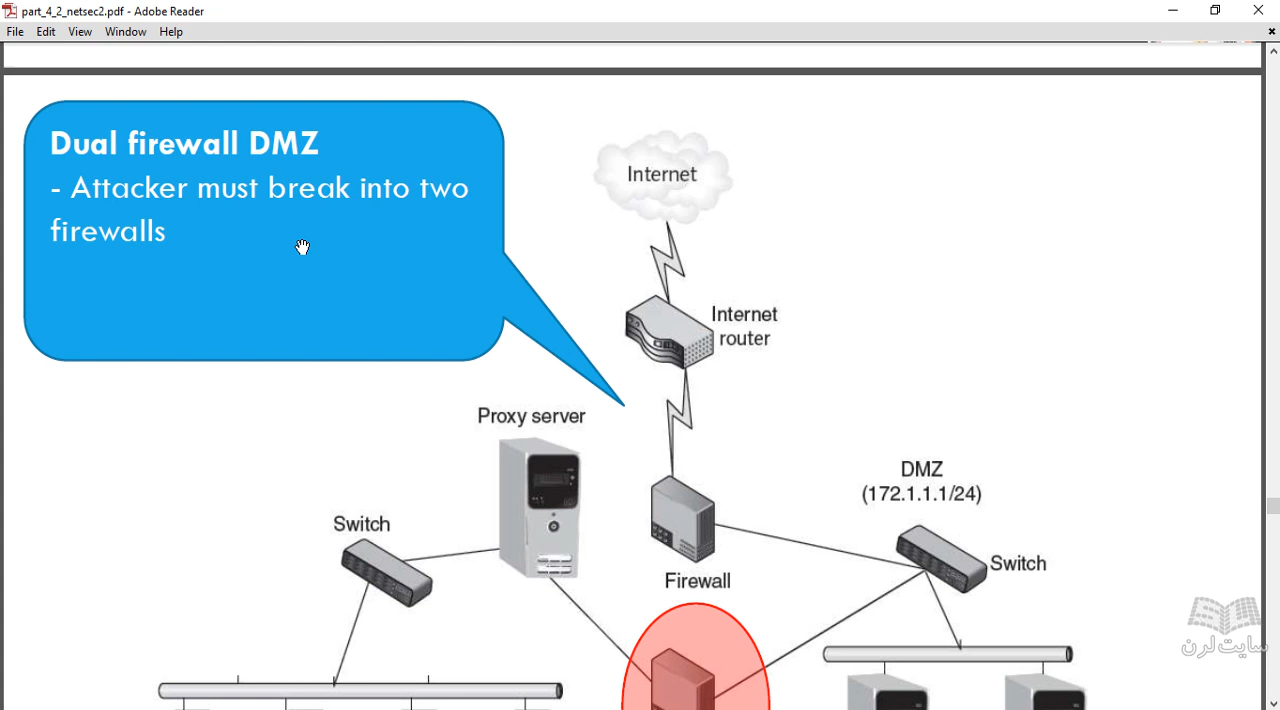 part_4_2_netsec2.pdf - Adobe Reader
File Edit View Window Help
Dual firewall DMZ
- Attacker must break into two
firewalls
Internet
Internet
router
Proxy server
DMZ
(172.1.1.1/24)
Switch
Switch
Firewall
سایت لرن